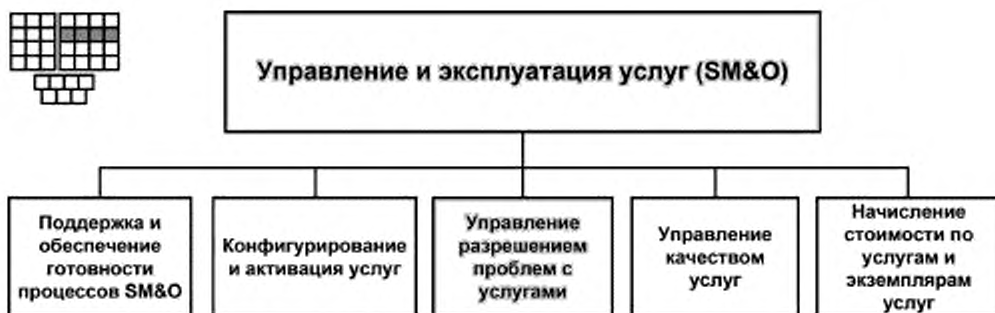 Управление и эксплуатация услуг (SM&O)
Поддержка и
обеспечение
готовности
процессов SM&O
Конфигурирование
и активация услуг
Управление
разрешением
проблем с
услугами
Управление
качеством
услуг
Начисление
стоимости по
услугам и
экземплярам
услуг